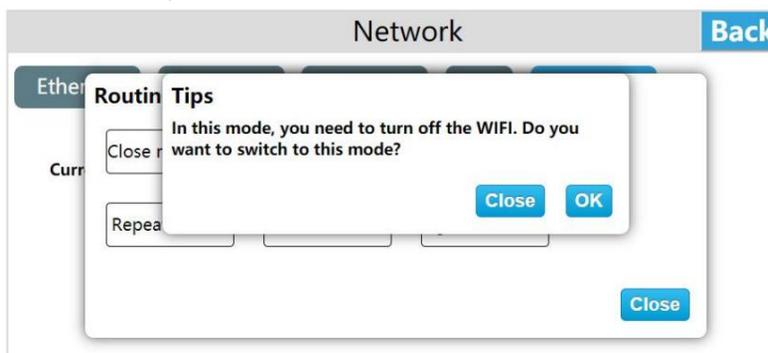 Network
Back
Ether
Routin
Tips
In this mode, you need to turn off the WIFI. Do you
want to switch to this mode?
Close r
Curr
Close
OK
Repea
Close